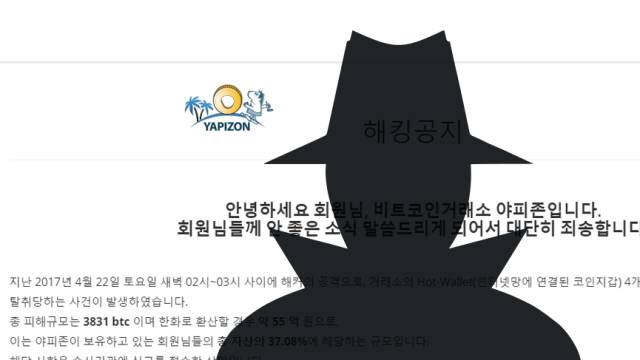 YAPIZON
해킹공지
안녕하세요 회원님, 비트코인거래소 야피존입니다.
회원님들께 안 좋은 소식 말씀드리게 되어서 대단히 죄송합니다
지난 2017년 4월 22일 토요일 새벽 02시~03시 사이에 해커의 공격으로, 거래소의 Hot-Wallet(인터넷망에 연결된 코인지갑) 4개
탈취당하는 사건이 발생하였습니다.
총 피해규모는 3831 btc 이며 한화로 환산할 경우 약 55 억 원으로,
이는 야피존이 보유하고 있는 회원님들의 총 자산의 37.08%에 해당하는 규모입니다.